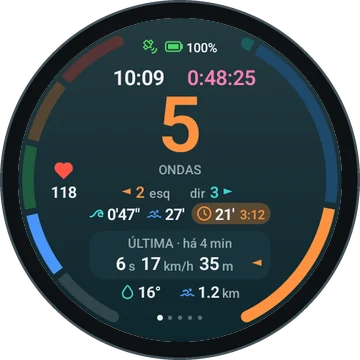 100%
10:09 0:48:25
5
ONDAS
118
2 esq dir 3
0'47" 27' 21' 3:12
ÚLTIMA · há 4 min
6 s 17 km/h 35 m
16° 1.2 km